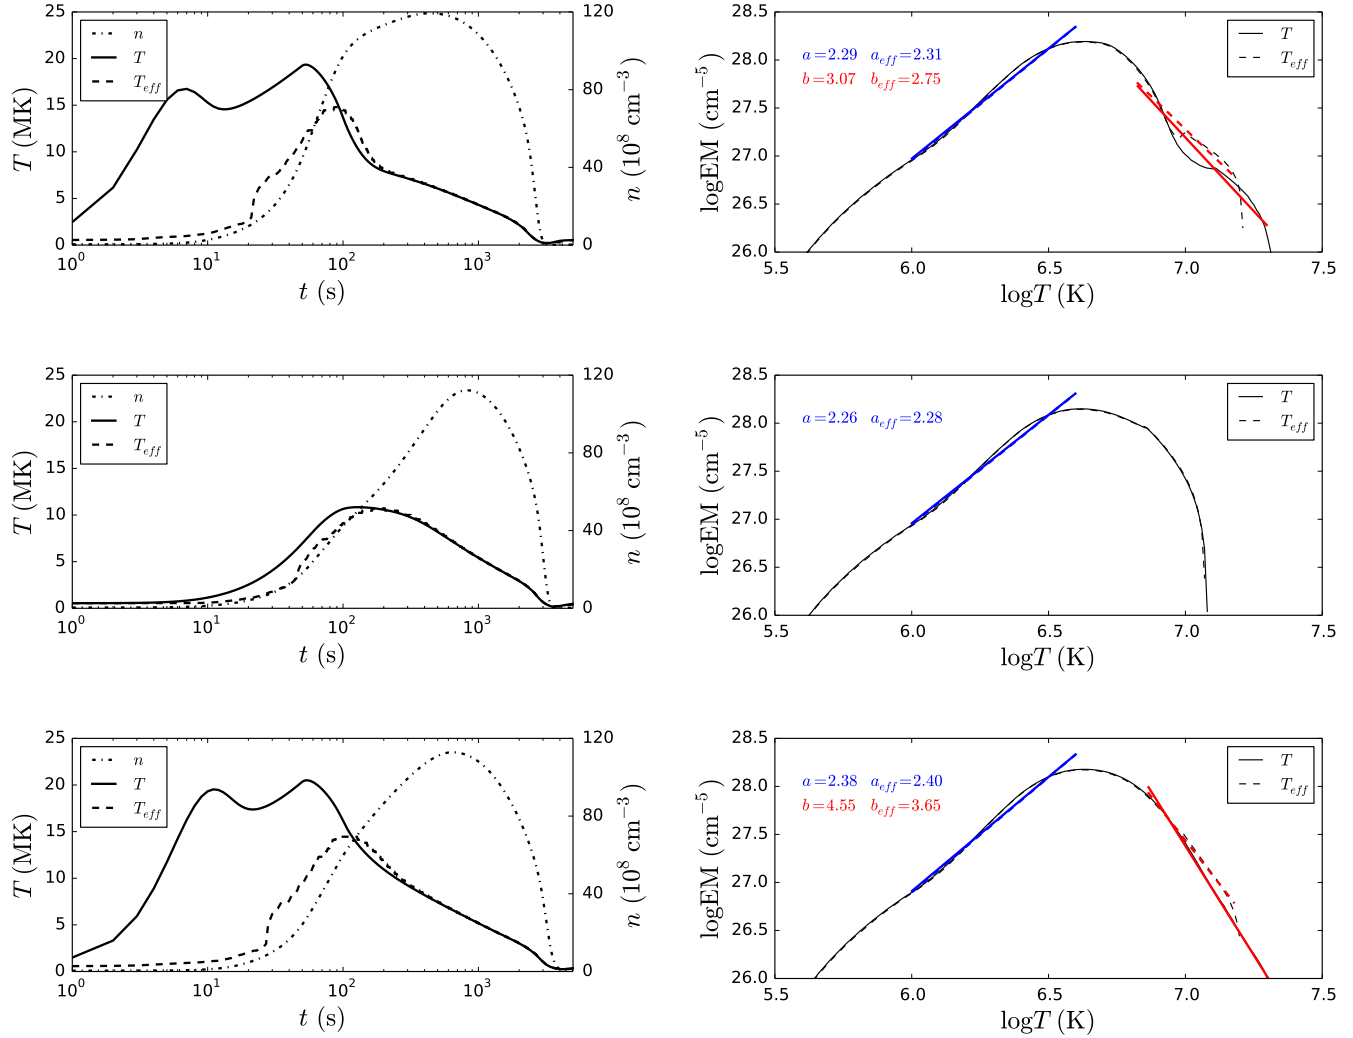 25
20
15
10
5
0
T (MK)
n
T
T_eff
120
80
40
0
n (10^8 cm^−3)
10^0 10^1 10^2 10^3
t (s)
28.5
28.0
27.5
27.0
26.5
26.0
logEM (cm^−5)
a=2.29 a_eff=2.31
b=3.07 b_eff=2.75
T
T_eff
5.5 6.0 6.5 7.0 7.5
logT (K)
25
20
15
10
5
0
T (MK)
n
T
T_eff
120
80
40
0
n (10^8 cm^−3)
10^0 10^1 10^2 10^3
t (s)
28.5
28.0
27.5
27.0
26.5
26.0
logEM (cm^−5)
a=2.26 a_eff=2.28
T
T_eff
5.5 6.0 6.5 7.0 7.5
logT (K)
25
20
15
10
5
0
T (MK)
n
T
T_eff
120
80
40
0
n (10^8 cm^−3)
10^0 10^1 10^2 10^3
t (s)
28.5
28.0
27.5
27.0
26.5
26.0
logEM (cm^−5)
a=2.38 a_eff=2.40
b=4.55 b_eff=3.65
T
T_eff
5.5 6.0 6.5 7.0 7.5
logT (K)